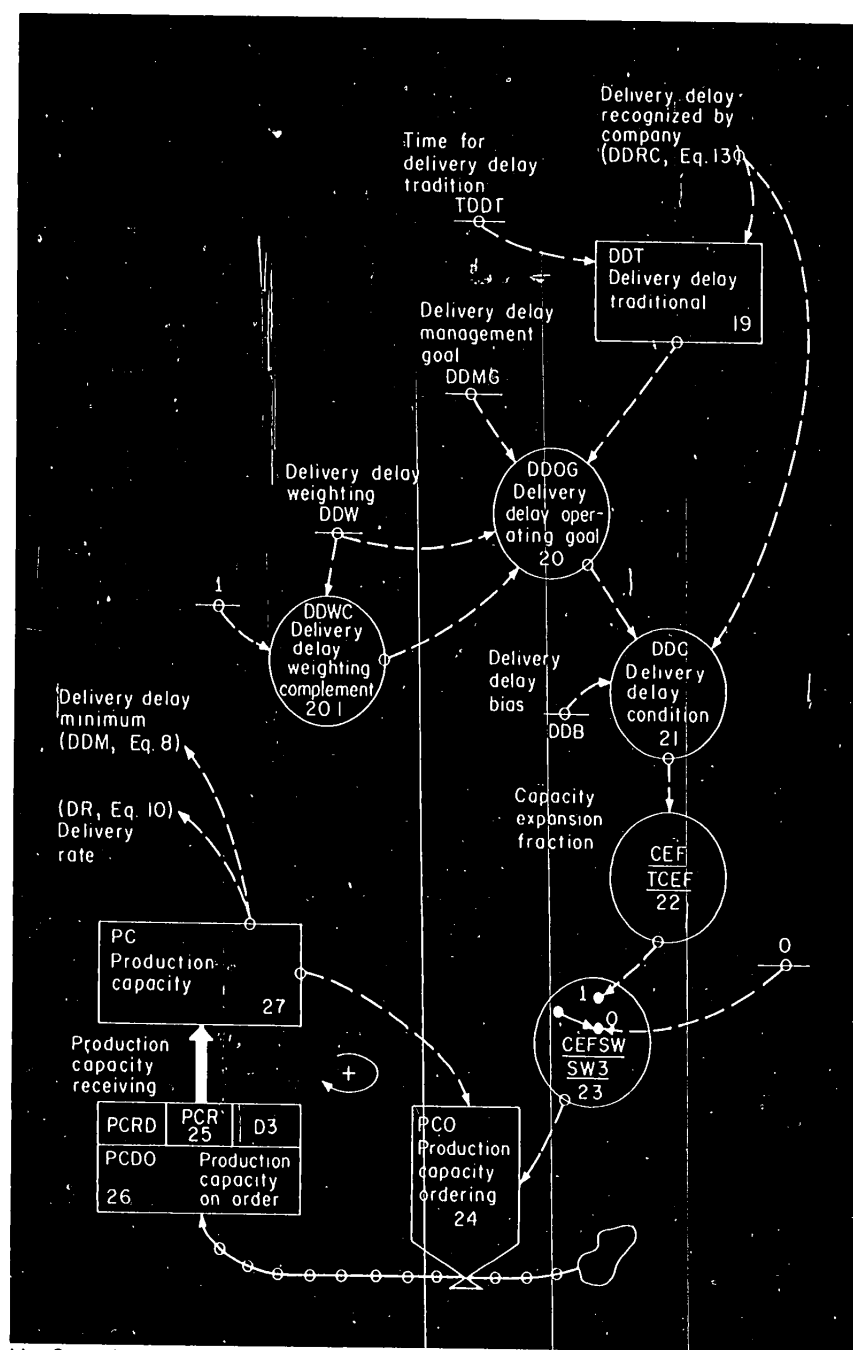 Delivery delay
recognized by
company
(DDRC, Eq. 13)
Time for
delivery delay
tradition
TDDT
DDT
Delivery delay
traditional
19
Delivery delay
management
goal
DDMG
DDOG
Delivery
delay oper-
ating goal
20
Delivery delay
weighting
DDW
1
DDWC
Delivery
delay
weighting
complement
20 1
DDC
Delivery
delay
condition
21
Delivery
delay
bias
DDB
Delivery delay
minimum
(DDM, Eq. 8)
(DR, Eq. 10)
Delivery
rate
Capacity
expansion
fraction
CEF
TCEF
22
0
PC
Production
capacity
27
1
0
CEFSW
SW3
23
Production
capacity
receiving
+
PCRD
PCR
25
D3
PCDO
Production
capacity
on order
26
PCO
Production
capacity
ordering
24